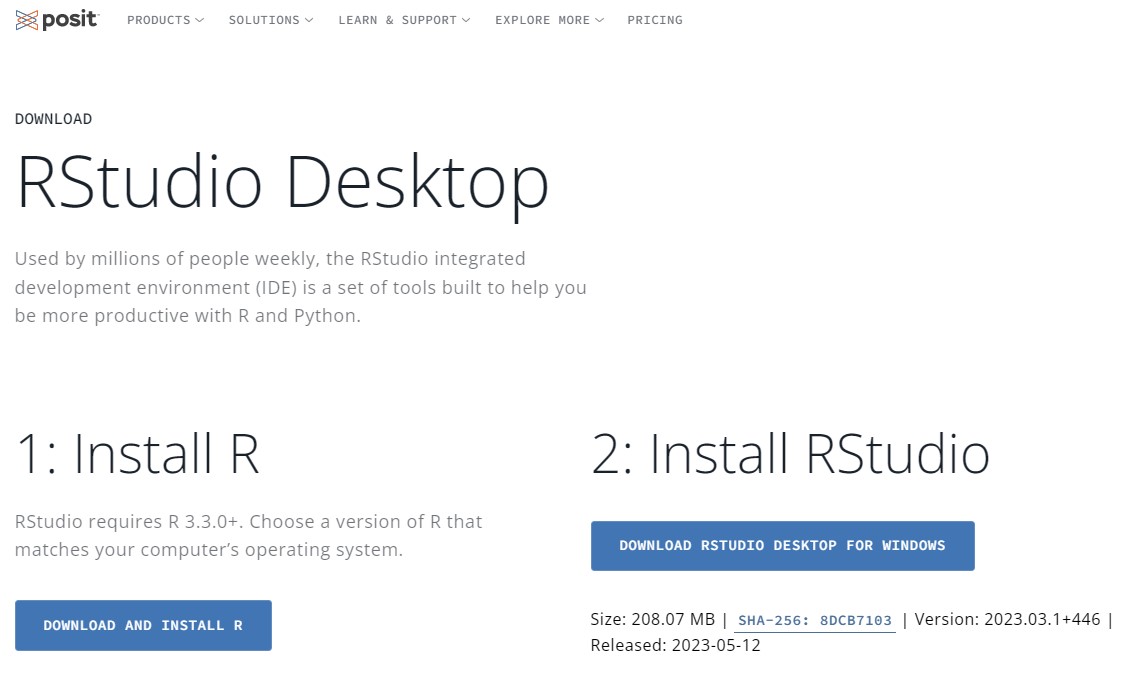 posit PRODUCTS SOLUTIONS LEARN & SUPPORT EXPLORE MORE PRICING
DOWNLOAD
RStudio Desktop
Used by millions of people weekly, the RStudio integrated
development environment (IDE) is a set of tools built to help you
be more productive with R and Python.
1: Install R
RStudio requires R 3.3.0+. Choose a version of R that
matches your computer’s operating system.
DOWNLOAD AND INSTALL R
2: Install RStudio
DOWNLOAD RSTUDIO DESKTOP FOR WINDOWS
Size: 208.07 MB | SHA-256: 8DCB7103 | Version: 2023.03.1+446 |
Released: 2023-05-12